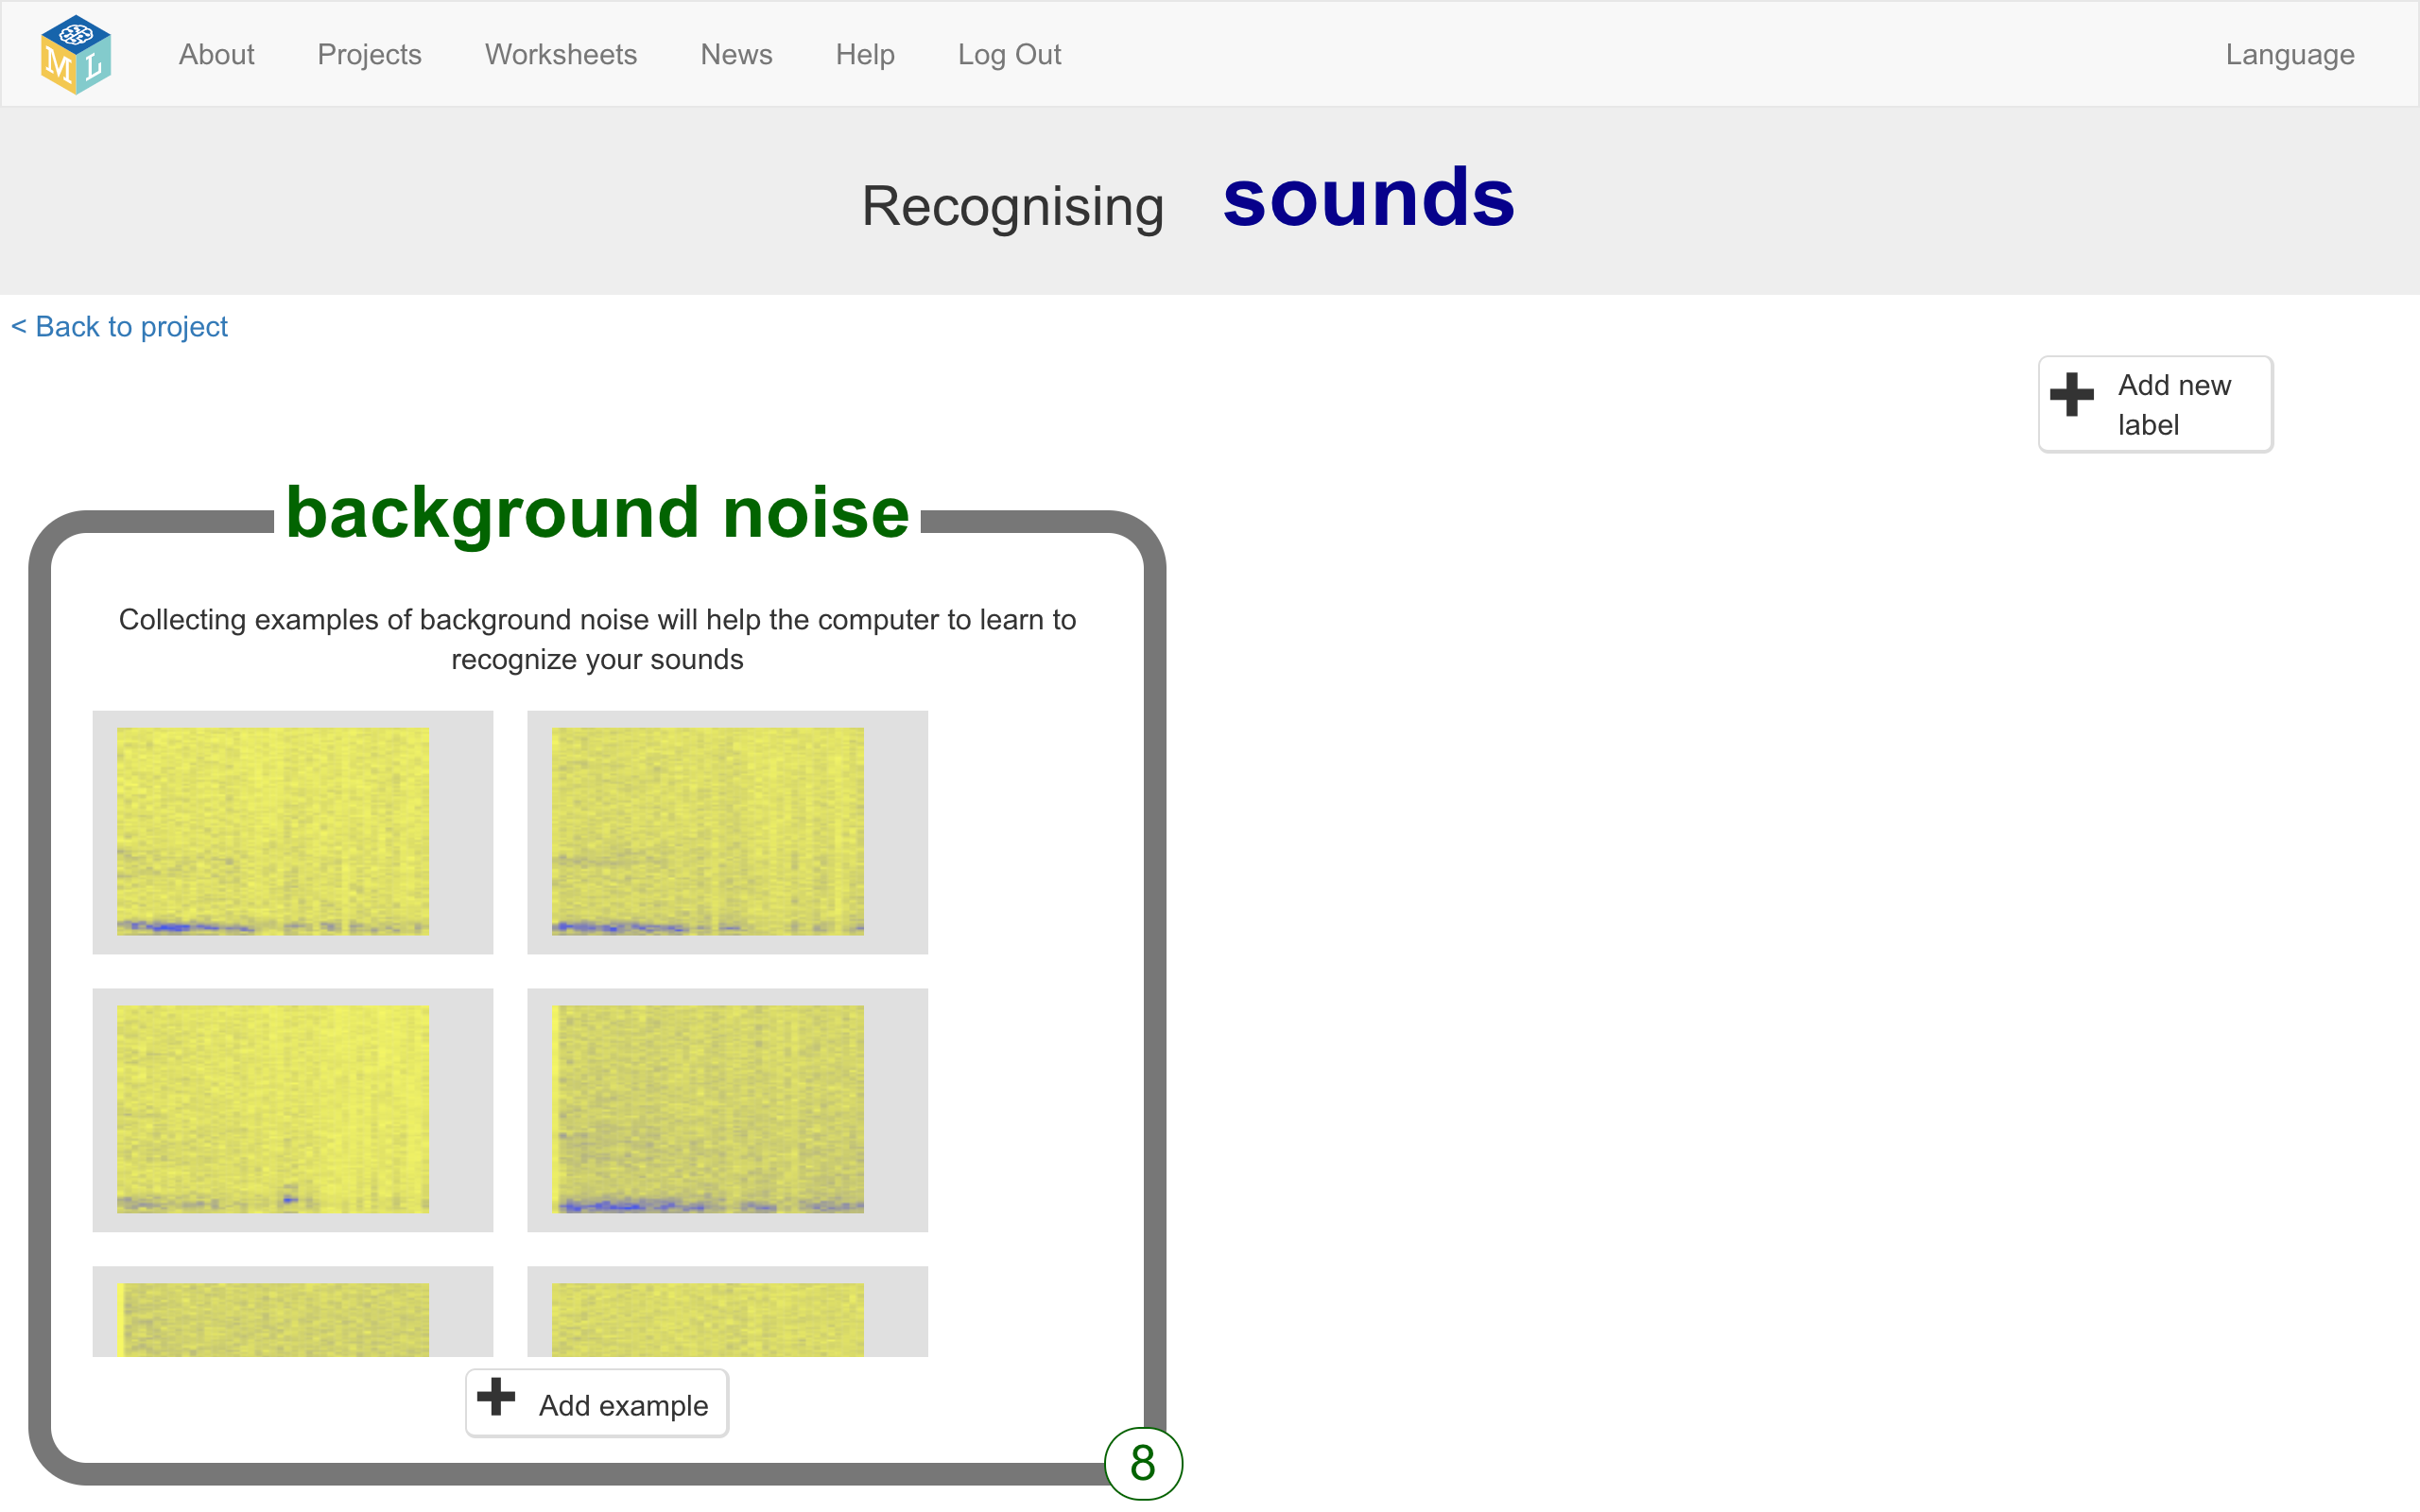 ML
About Projects Worksheets News Help Log Out Language
Recognising sounds
< Back to project
Add new
label
background noise
Collecting examples of background noise will help the computer to learn to
recognize your sounds
Add example
8